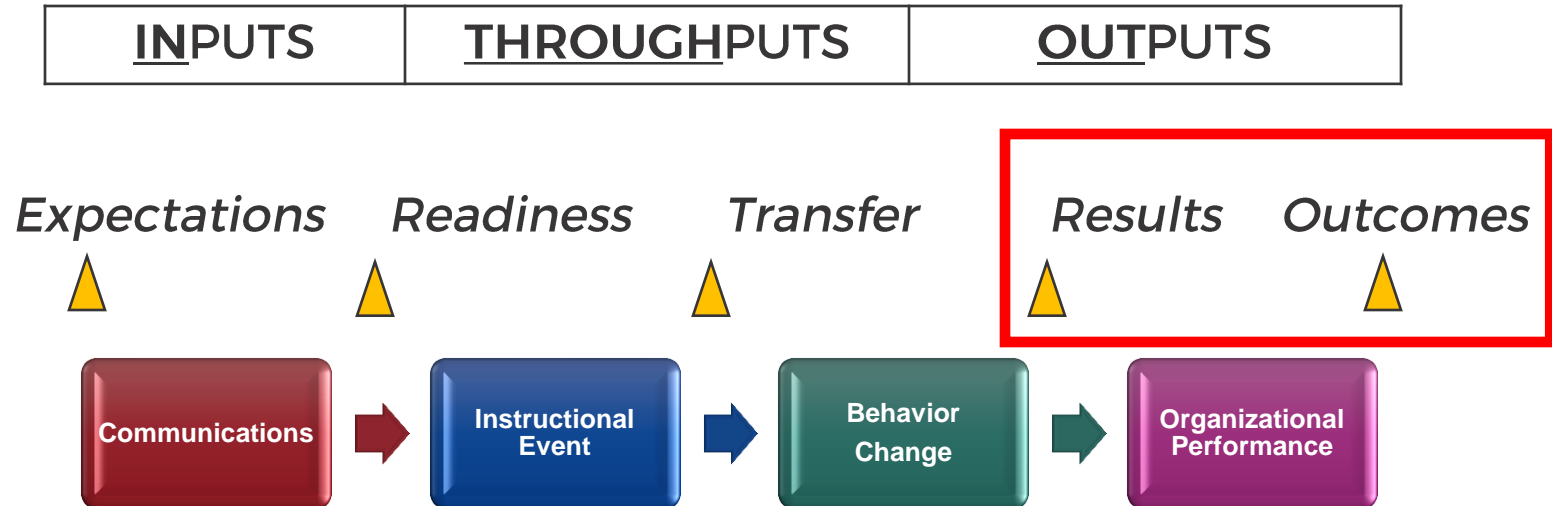 INPUTS THROUGHPUTS OUTPUTS
Expectations Readiness Transfer Results Outcomes
Communications
Instructional
Event
Behavior
Change
Organizational
Performance